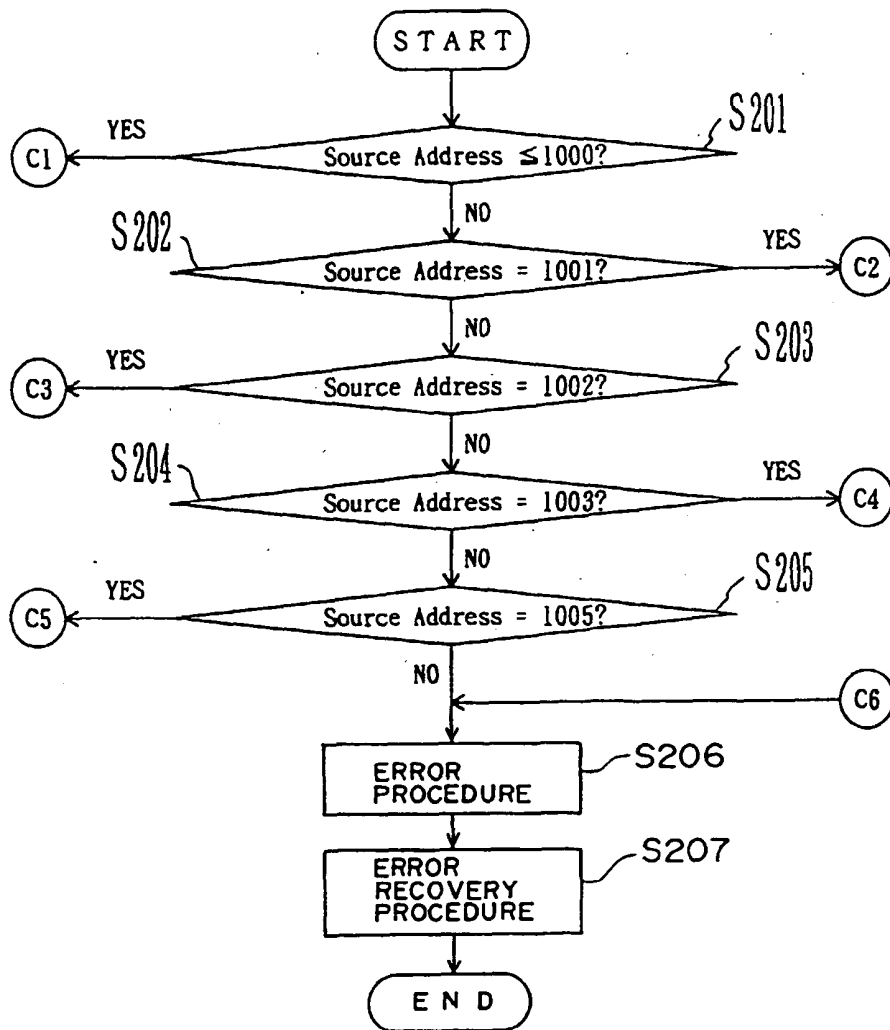 START
S201
YES
C1
Source Address ≦1000?
NO
S202
YES
Source Address = 1001?
C2
NO
S203
YES
C3
Source Address = 1002?
NO
S204
YES
Source Address = 1003?
C4
NO
S205
YES
C5
Source Address = 1005?
NO
C6
ERROR
PROCEDURE
S206
ERROR
RECOVERY
PROCEDURE
S207
END